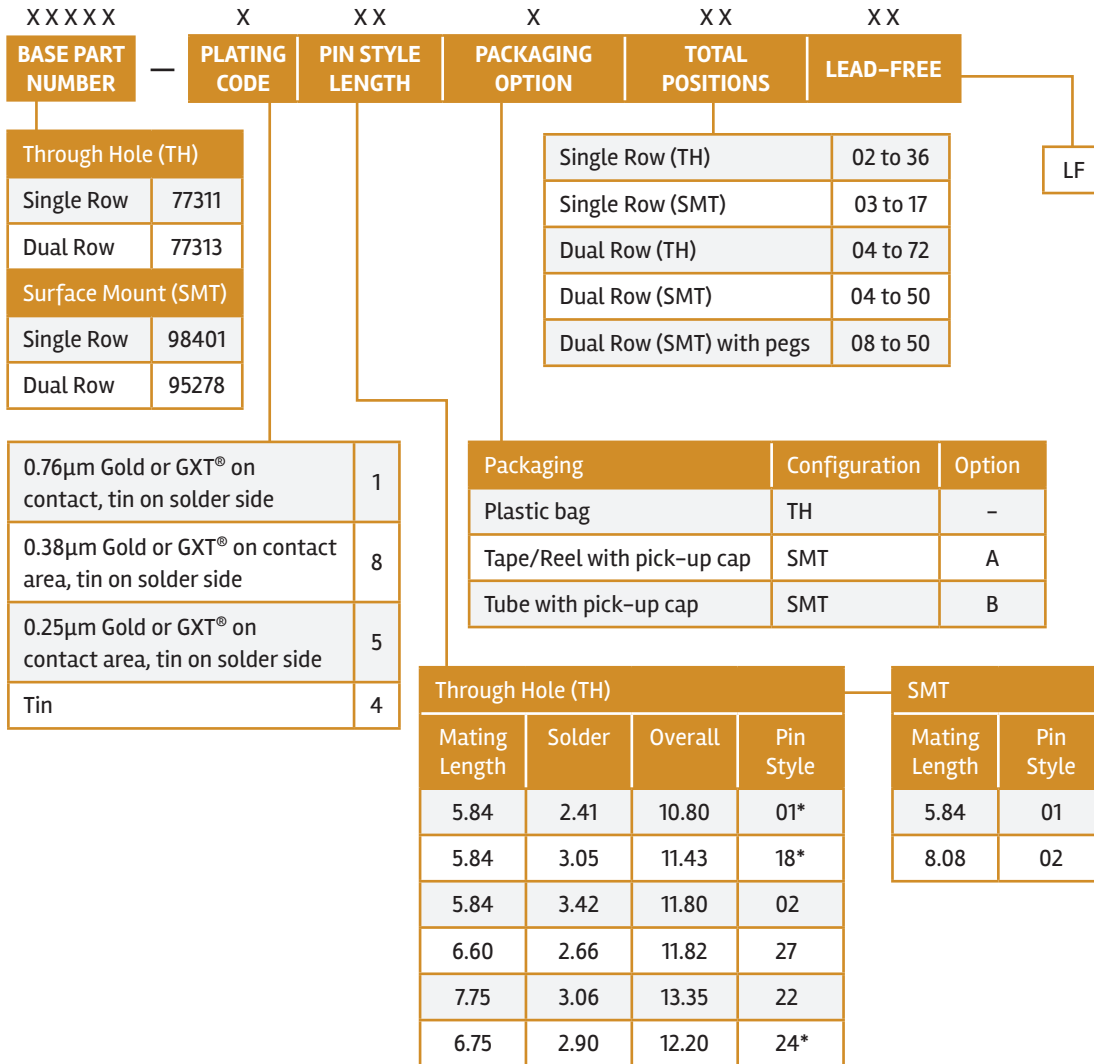 XXXXX X XX X XX XX
BASE PART NUMBER — PLATING CODE PIN STYLE LENGTH PACKAGING OPTION TOTAL POSITIONS LEAD-FREE
Through Hole (TH)
Single Row 77311
Dual Row 77313
Surface Mount (SMT)
Single Row 98401
Dual Row 95278
Single Row (TH) 02 to 36
Single Row (SMT) 03 to 17
Dual Row (TH) 04 to 72
Dual Row (SMT) 04 to 50
Dual Row (SMT) with pegs 08 to 50
LF
0.76μm Gold or GXT® on
contact, tin on solder side 1
0.38μm Gold or GXT® on contact
area, tin on solder side 8
0.25μm Gold or GXT® on
contact area, tin on solder side 5
Tin 4
Packaging Configuration Option
Plastic bag TH –
Tape/Reel with pick-up cap SMT A
Tube with pick-up cap SMT B
Through Hole (TH)
Mating Length Solder Overall Pin Style
5.84 2.41 10.80 01*
5.84 3.05 11.43 18*
5.84 3.42 11.80 02
6.60 2.66 11.82 27
7.75 3.06 13.35 22
6.75 2.90 12.20 24*
SMT
Mating Length Pin Style
5.84 01
8.08 02